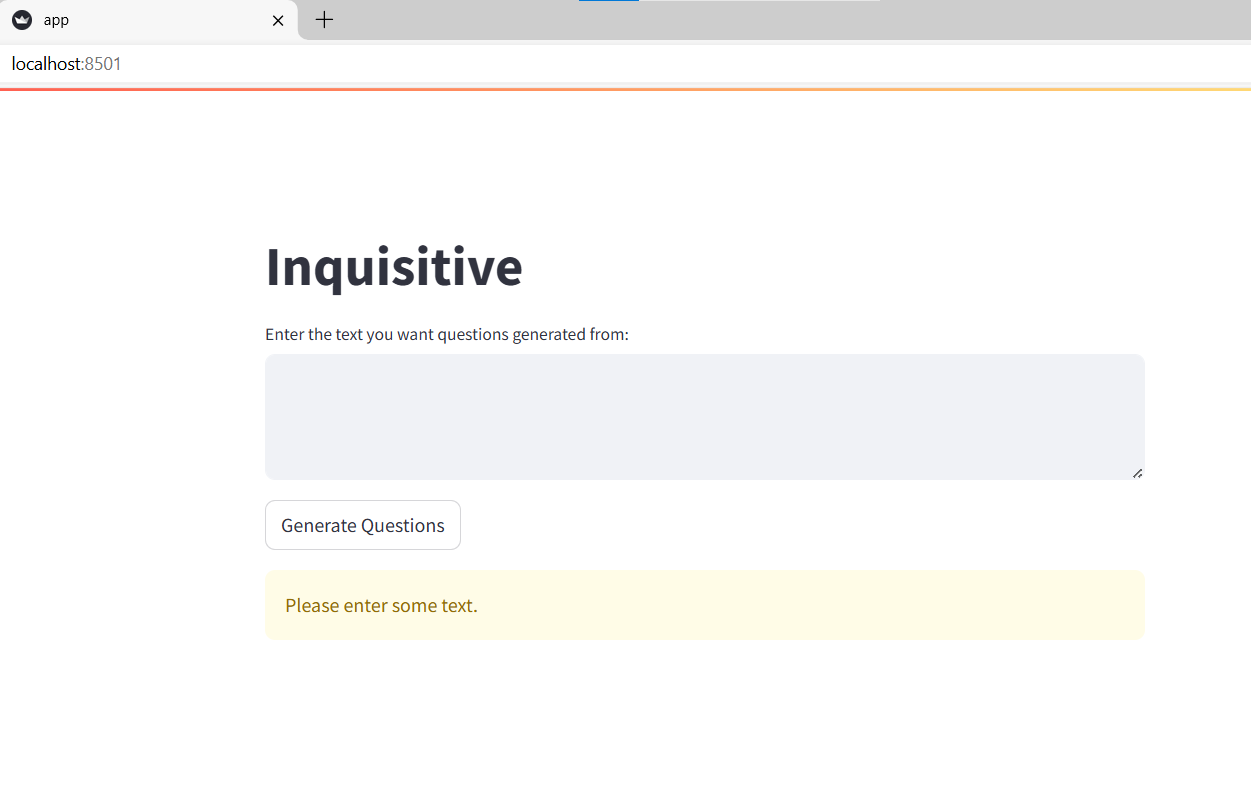 app
localhost:8501
Inquisitive
Enter the text you want questions generated from:
Generate Questions
Please enter some text.